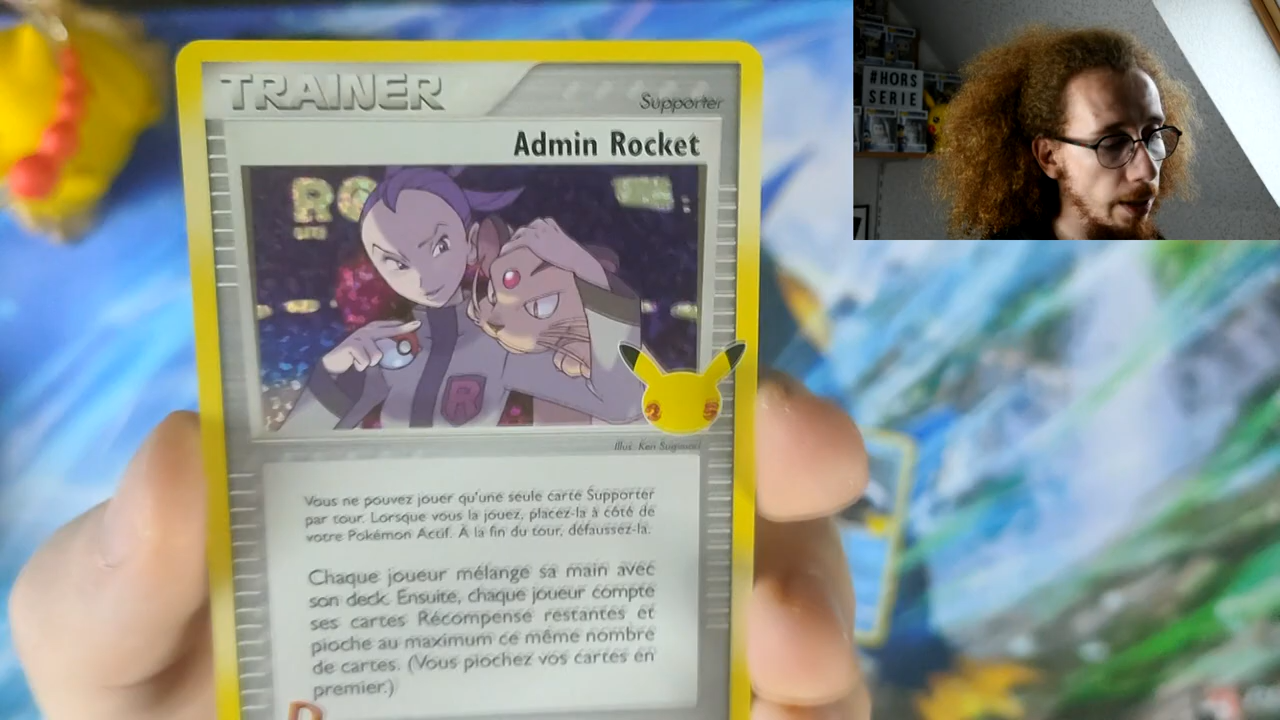 TRAINER
Supporter
Admin Rocket
R
R
Illus. Ken Sugimori
Vous ne pouvez jouer qu'une seule carte Supporter
par tour. Lorsque vous la jouez, placez-la à côté de
votre Pokémon Actif. À la fin du tour, défaussez-la.
Chaque joueur mélange sa main avec
son deck. Ensuite, chaque joueur compte
ses cartes Récompense restantes et
pioche au maximum ce même nombre
de cartes. (Vous piochez vos cartes en
premier.)
#HORS
SERIE